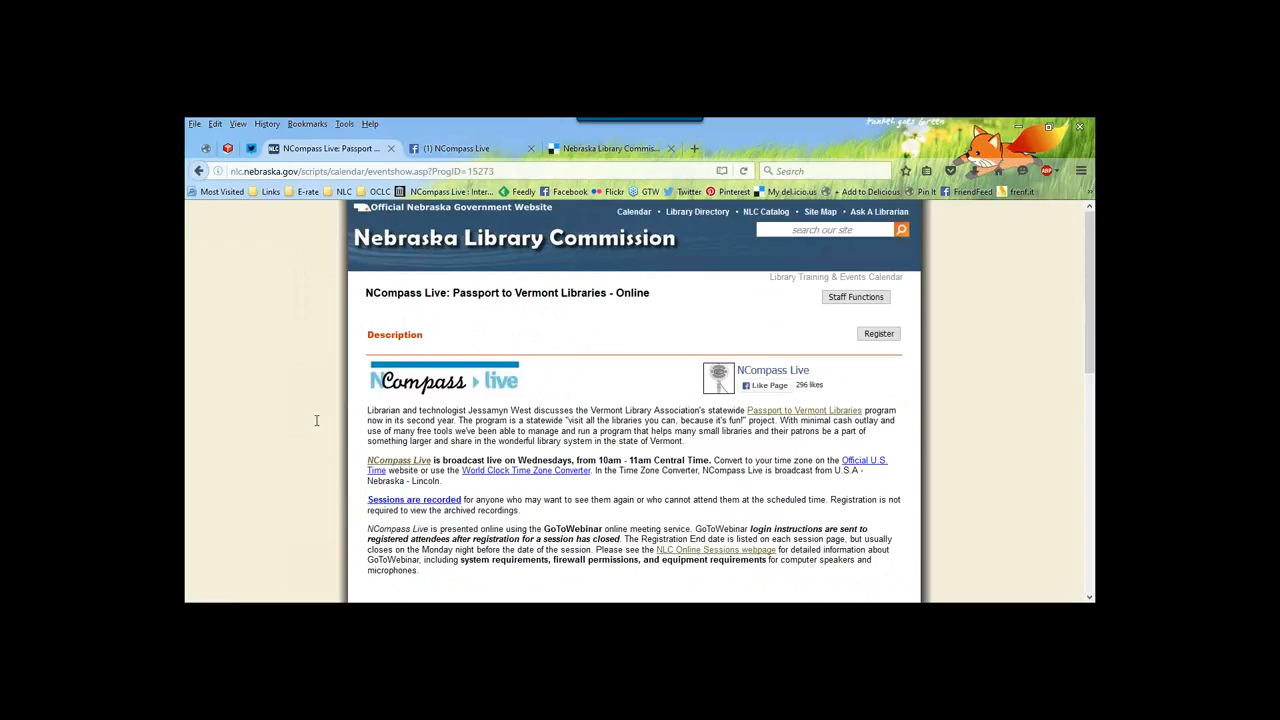 foxkeh gets Green
File Edit View History Bookmarks Tools Help
NCompass Live: Passport ... × (1) NCompass Live × Nebraska Library Commis... × +
nlc.nebraska.gov/scripts/calendar/eventshow.asp?ProgID=15273 Search ABP
Most Visited Links E-rate NLC OCLC NCompass Live : Inter... Feedly Facebook Flickr GTW Twitter Pinterest My del.icio.us + Add to Delicious Pin It FriendFeed frenf.it
Official Nebraska Government Website
Calendar • Library Directory • NLC Catalog • Site Map • Ask A Librarian
Nebraska Library Commission
search our site
Library Training & Events Calendar
NCompass Live: Passport to Vermont Libraries - Online
Staff Functions
Description
Register
NCompass live
NCompass Live
Like Page 296 likes
Librarian and technologist Jessamyn West discusses the Vermont Library Association's statewide Passport to Vermont Libraries program
now in its second year. The program is a statewide "visit all the libraries you can, because it's fun!" project. With minimal cash outlay and
use of many free tools we've been able to manage and run a program that helps many small libraries and their patrons be a part of
something larger and share in the wonderful library system in the state of Vermont.
NCompass Live is broadcast live on Wednesdays, from 10am - 11am Central Time. Convert to your time zone on the Official U.S.
Time website or use the World Clock Time Zone Converter. In the Time Zone Converter, NCompass Live is broadcast from U.S.A -
Nebraska - Lincoln.
Sessions are recorded for anyone who may want to see them again or who cannot attend them at the scheduled time. Registration is not
required to view the archived recordings.
NCompass Live is presented online using the GoToWebinar online meeting service. GoToWebinar login instructions are sent to
registered attendees after registration for a session has closed. The Registration End date is listed on each session page, but usually
closes on the Monday night before the date of the session. Please see the NLC Online Sessions webpage for detailed information about
GoToWebinar, including system requirements, firewall permissions, and equipment requirements for computer speakers and
microphones.